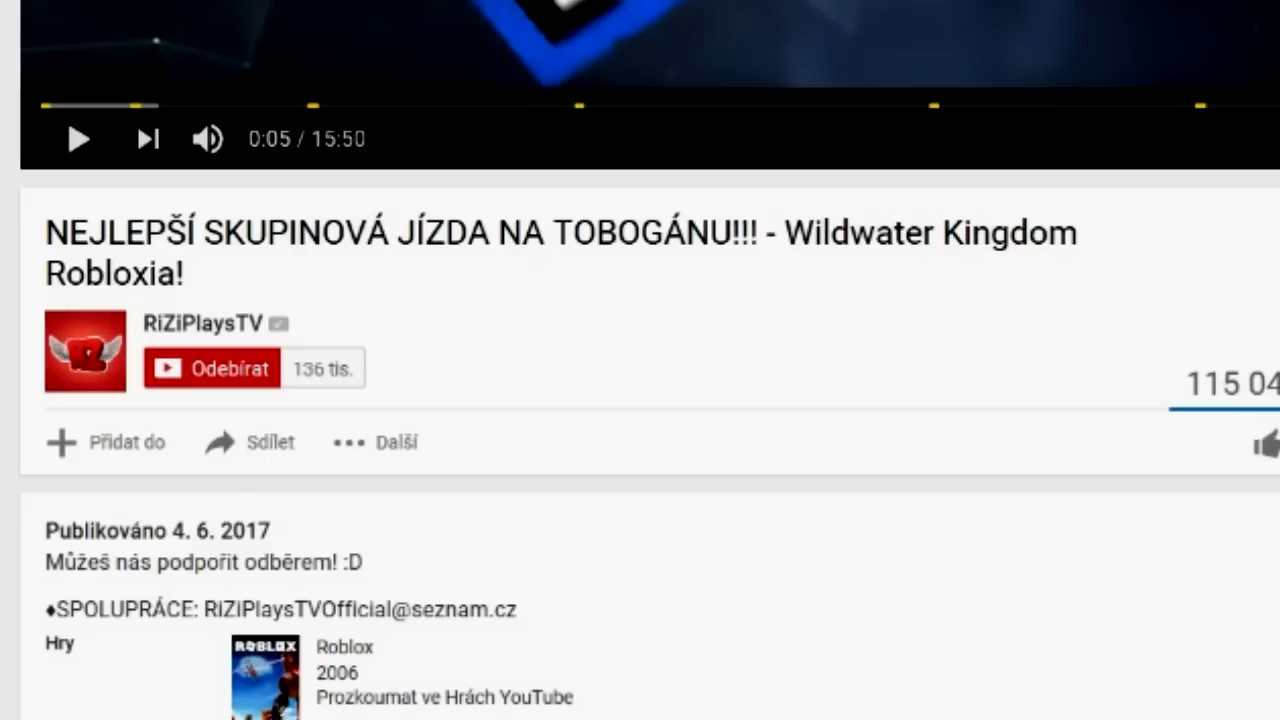 0:05 / 15:50
NEJLEPŠÍ SKUPINOVÁ JÍZDA NA TOBOGÁNU!!! - Wildwater Kingdom
Robloxia!
RiZiPlaysTV
Odebírat 136 tis.
115 04
Přidat do Sdílet Další
Publikováno 4. 6. 2017
Můžeš nás podpořit odběrem! :D
♦SPOLUPRÁCE: RiZiPlaysTVOfficial@seznam.cz
Hry
ROBLOX
Roblox
2006
Prozkoumat ve Hrách YouTube